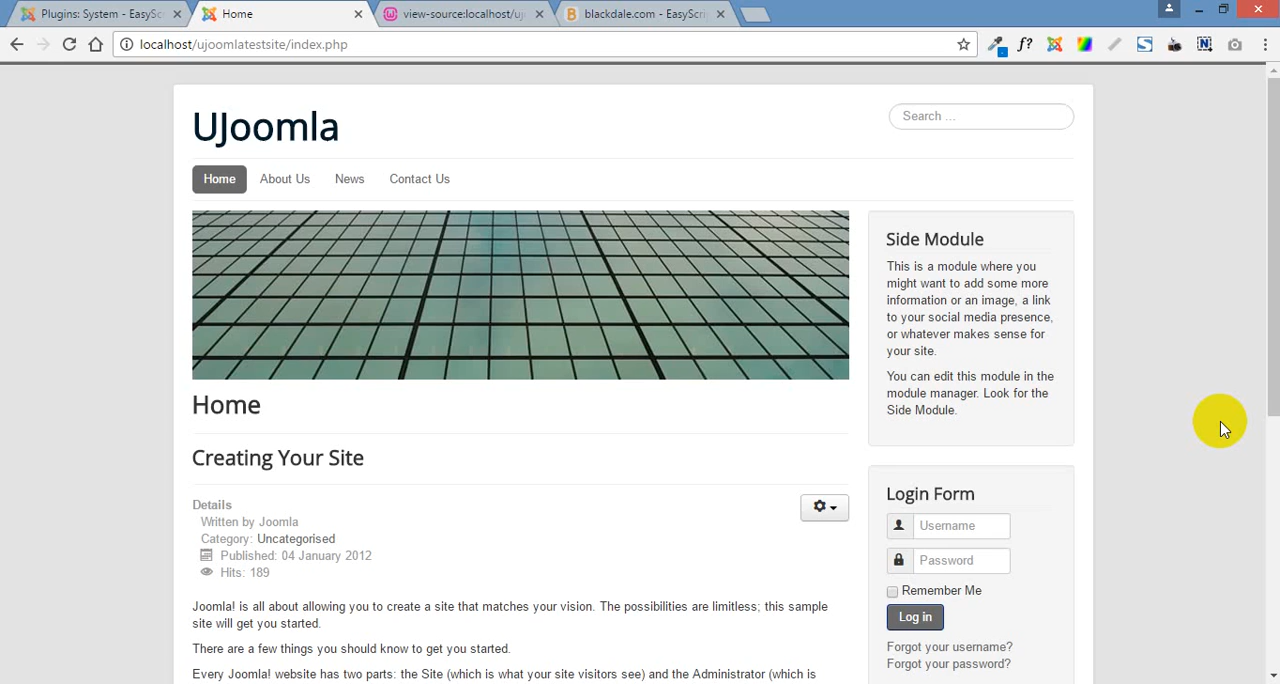 Plugins: System - EasyScri
Home
view-source:localhost/uj
blackdale.com - EasyScri
localhost/ujoomlatestsite/index.php
f?
N
UJoomla
Search ...
Home
About Us
News
Contact Us
Side Module
This is a module where you
might want to add some more
information or an image, a link
to your social media presence,
or whatever makes sense for
your site.
You can edit this module in the
module manager. Look for the
Side Module.
Home
Creating Your Site
Details
Written by Joomla
Category: Uncategorised
Published: 04 January 2012
Hits: 189
Joomla! is all about allowing you to create a site that matches your vision. The possibilities are limitless; this sample
site will get you started.
There are a few things you should know to get you started.
Every Joomla! website has two parts: the Site (which is what your site visitors see) and the Administrator (which is
Login Form
Username
Password
Remember Me
Log in
Forgot your username?
Forgot your password?